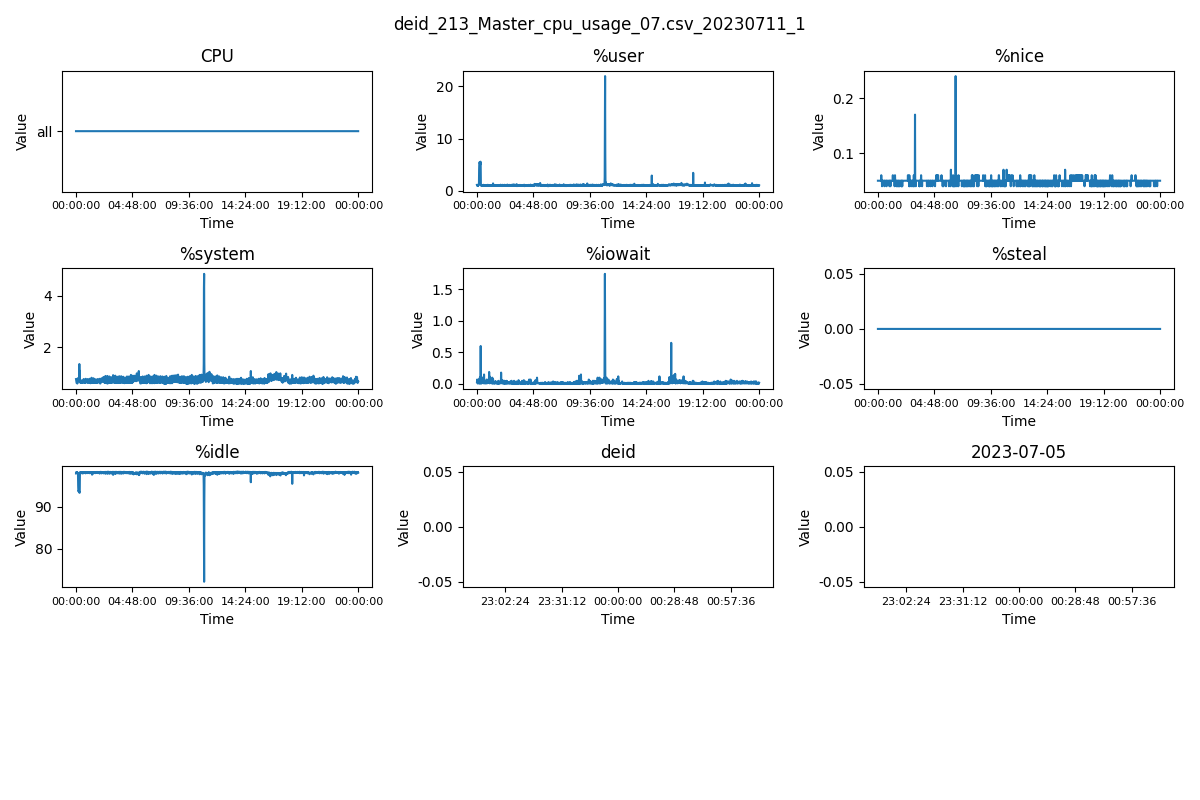 deid_213_Master_cpu_usage_07.csv_20230711_1
CPU
Value
all
00:00:00 04:48:00 09:36:00 14:24:00 19:12:00 00:00:00
Time
%user
Value
20
10
0
00:00:00 04:48:00 09:36:00 14:24:00 19:12:00 00:00:00
Time
%nice
Value
0.2
0.1
00:00:00 04:48:00 09:36:00 14:24:00 19:12:00 00:00:00
Time
%system
Value
4
2
00:00:00 04:48:00 09:36:00 14:24:00 19:12:00 00:00:00
Time
%iowait
Value
1.5
1.0
0.5
0.0
00:00:00 04:48:00 09:36:00 14:24:00 19:12:00 00:00:00
Time
%steal
Value
0.05
0.00
-0.05
00:00:00 04:48:00 09:36:00 14:24:00 19:12:00 00:00:00
Time
%idle
Value
90
80
00:00:00 04:48:00 09:36:00 14:24:00 19:12:00 00:00:00
Time
deid
Value
0.05
0.00
-0.05
23:02:24 23:31:12 00:00:00 00:28:48 00:57:36
Time
2023-07-05
Value
0.05
0.00
-0.05
23:02:24 23:31:12 00:00:00 00:28:48 00:57:36
Time